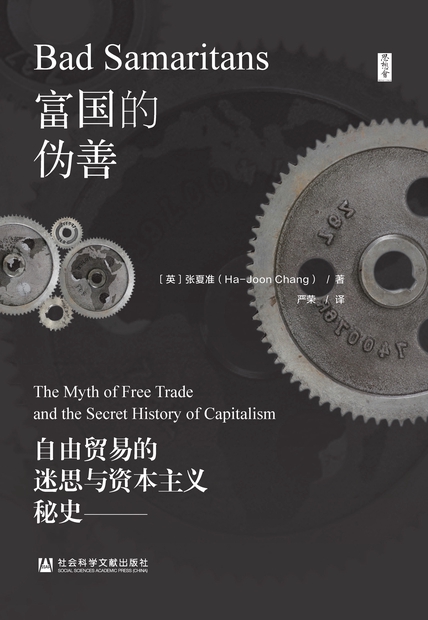 Bad Samaritans
思想會
富国的
伪善
[英]张夏准(Ha-Joon Chang) / 著
严荣 / 译
The Myth of Free Trade
and the Secret History of Capitalism
自由贸易的
迷思与资本主义
秘史——
社会科学文献出版社
SOCIAL SCIENCES ACADEMIC PRESS (CHINA)